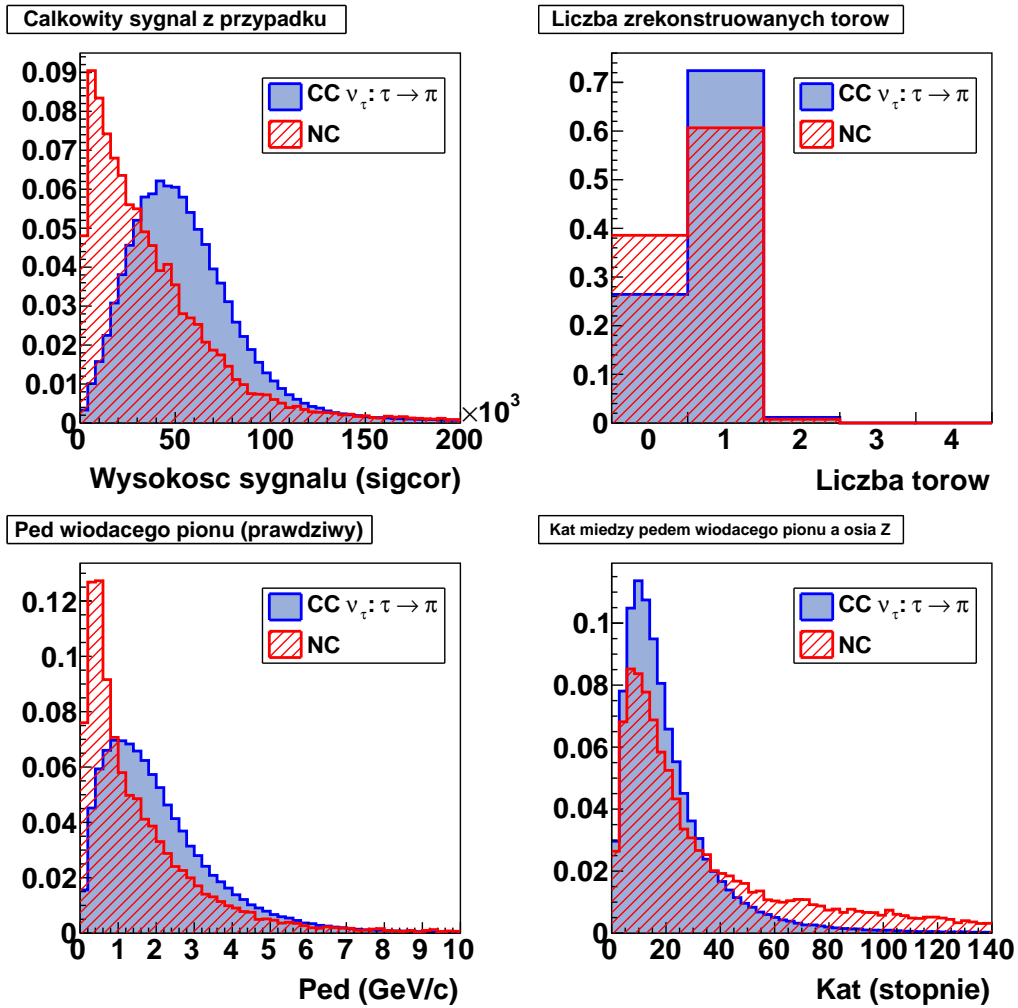 Calkowity sygnal z przypadku
0.09
0.08
0.07
0.06
0.05
0.04
0.03
0.02
0.01
0
CC ντ: τ → π
NC
0 50 100 150 200
×10³
Wysokosc sygnalu (sigcor)
Liczba zrekonstruowanych torow
0.7
0.6
0.5
0.4
0.3
0.2
0.1
0
CC ντ: τ → π
NC
0 1 2 3 4
Liczba torow
Ped wiodacego pionu (prawdziwy)
0.12
0.1
0.08
0.06
0.04
0.02
0
CC ντ: τ → π
NC
0 1 2 3 4 5 6 7 8 9 10
Ped (GeV/c)
Kat miedzy pedem wiodacego pionu a osia Z
0.1
0.08
0.06
0.04
0.02
0
CC ντ: τ → π
NC
0 20 40 60 80 100 120 140
Kat (stopnie)